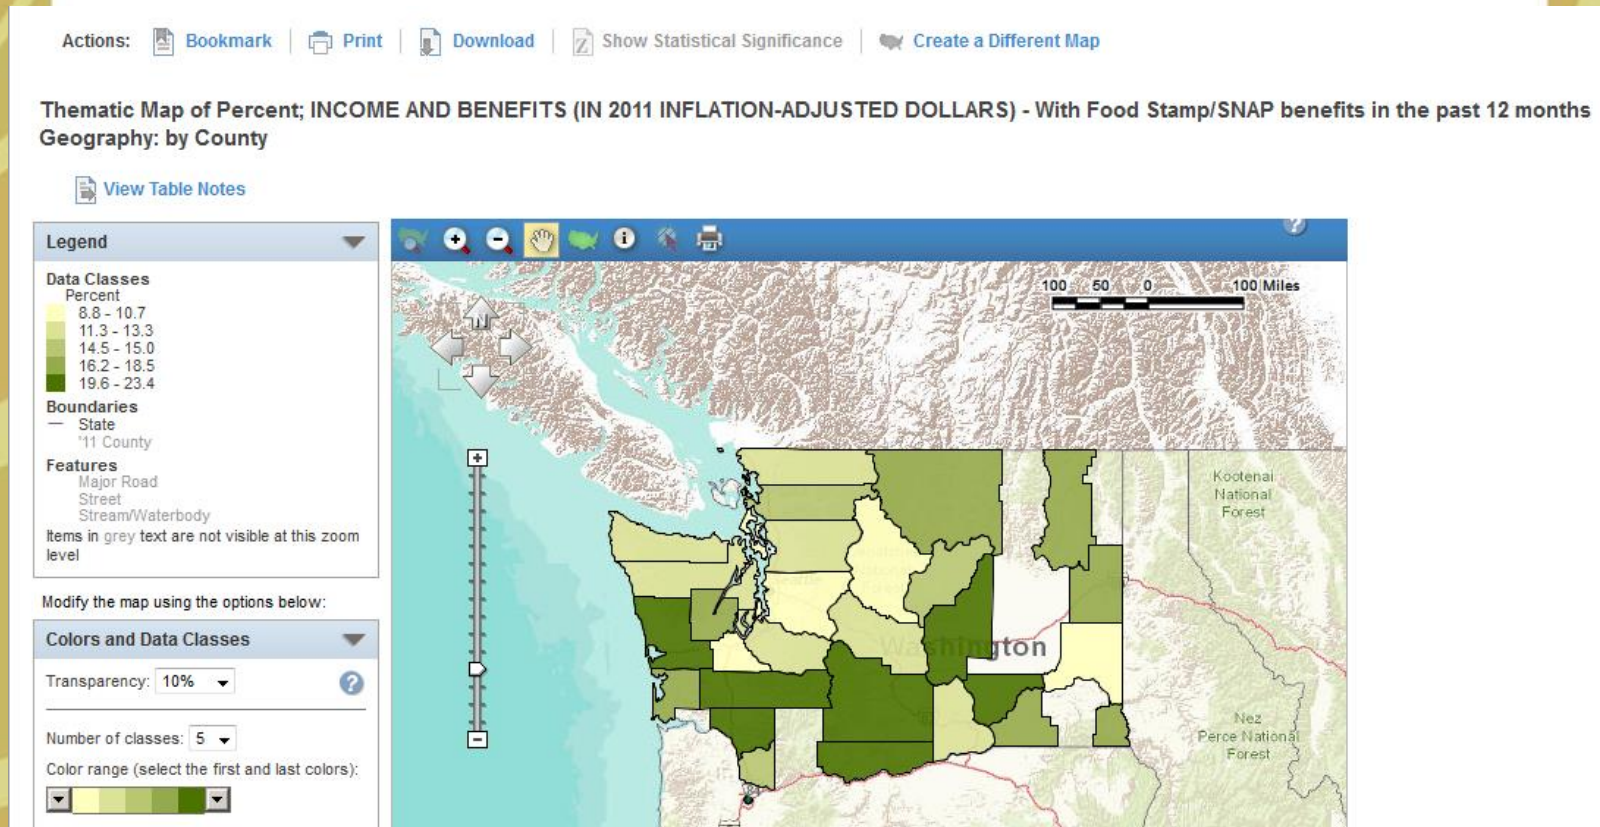 Actions: Bookmark Print Download Show Statistical Significance Create a Different Map
Thematic Map of Percent; INCOME AND BENEFITS (IN 2011 INFLATION-ADJUSTED DOLLARS) - With Food Stamp/SNAP benefits in the past 12 months
Geography: by County
View Table Notes
Legend
Data Classes
Percent
8.8 - 10.7
11.3 - 13.3
14.5 - 15.0
16.2 - 18.5
19.6 - 23.4
Boundaries
State
'11 County
Features
Major Road
Street
Stream/Waterbody
Items in grey text are not visible at this zoom
level
Modify the map using the options below:
Colors and Data Classes
Transparency: 10%
Number of classes: 5
Color range (select the first and last colors):
100 50 0 100 Miles
N
Kootenai
National
Forest
Washington
Nez
Perce National
Forest